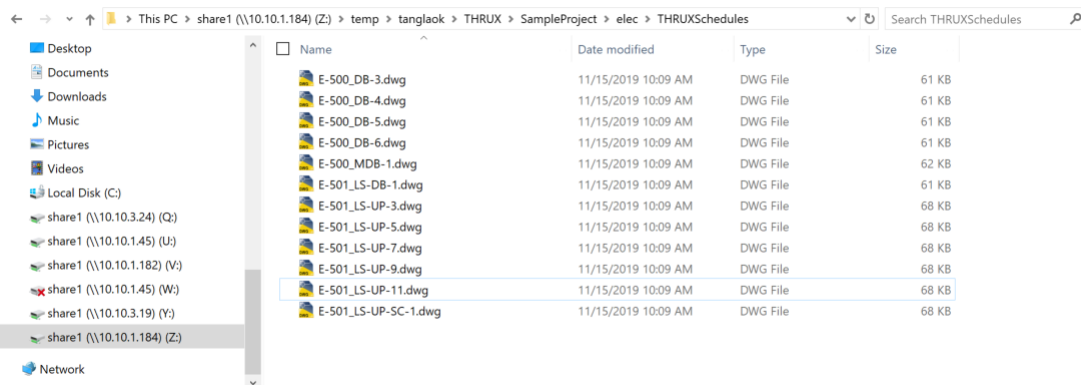 This PC > share1 (\\10.10.1.184) (Z:) > temp > tanglaok > THRUX > SampleProject > elec > THRUXSchedules
Search THRUXSchedules
Desktop
Documents
Downloads
Music
Pictures
Videos
Local Disk (C:)
share1 (\\10.10.3.24) (Q:)
share1 (\\10.10.1.45) (U:)
share1 (\\10.10.1.182) (V:)
share1 (\\10.10.1.45) (W:)
share1 (\\10.10.3.19) (Y:)
share1 (\\10.10.1.184) (Z:)
Network
Name Date modified Type Size
E-500_DB-3.dwg 11/15/2019 10:09 AM DWG File 61 KB
E-500_DB-4.dwg 11/15/2019 10:09 AM DWG File 61 KB
E-500_DB-5.dwg 11/15/2019 10:09 AM DWG File 61 KB
E-500_DB-6.dwg 11/15/2019 10:09 AM DWG File 61 KB
E-500_MDB-1.dwg 11/15/2019 10:09 AM DWG File 62 KB
E-501_LS-DB-1.dwg 11/15/2019 10:09 AM DWG File 61 KB
E-501_LS-UP-3.dwg 11/15/2019 10:09 AM DWG File 68 KB
E-501_LS-UP-5.dwg 11/15/2019 10:09 AM DWG File 68 KB
E-501_LS-UP-7.dwg 11/15/2019 10:09 AM DWG File 68 KB
E-501_LS-UP-9.dwg 11/15/2019 10:09 AM DWG File 68 KB
E-501_LS-UP-11.dwg 11/15/2019 10:09 AM DWG File 68 KB
E-501_LS-UP-SC-1.dwg 11/15/2019 10:09 AM DWG File 68 KB